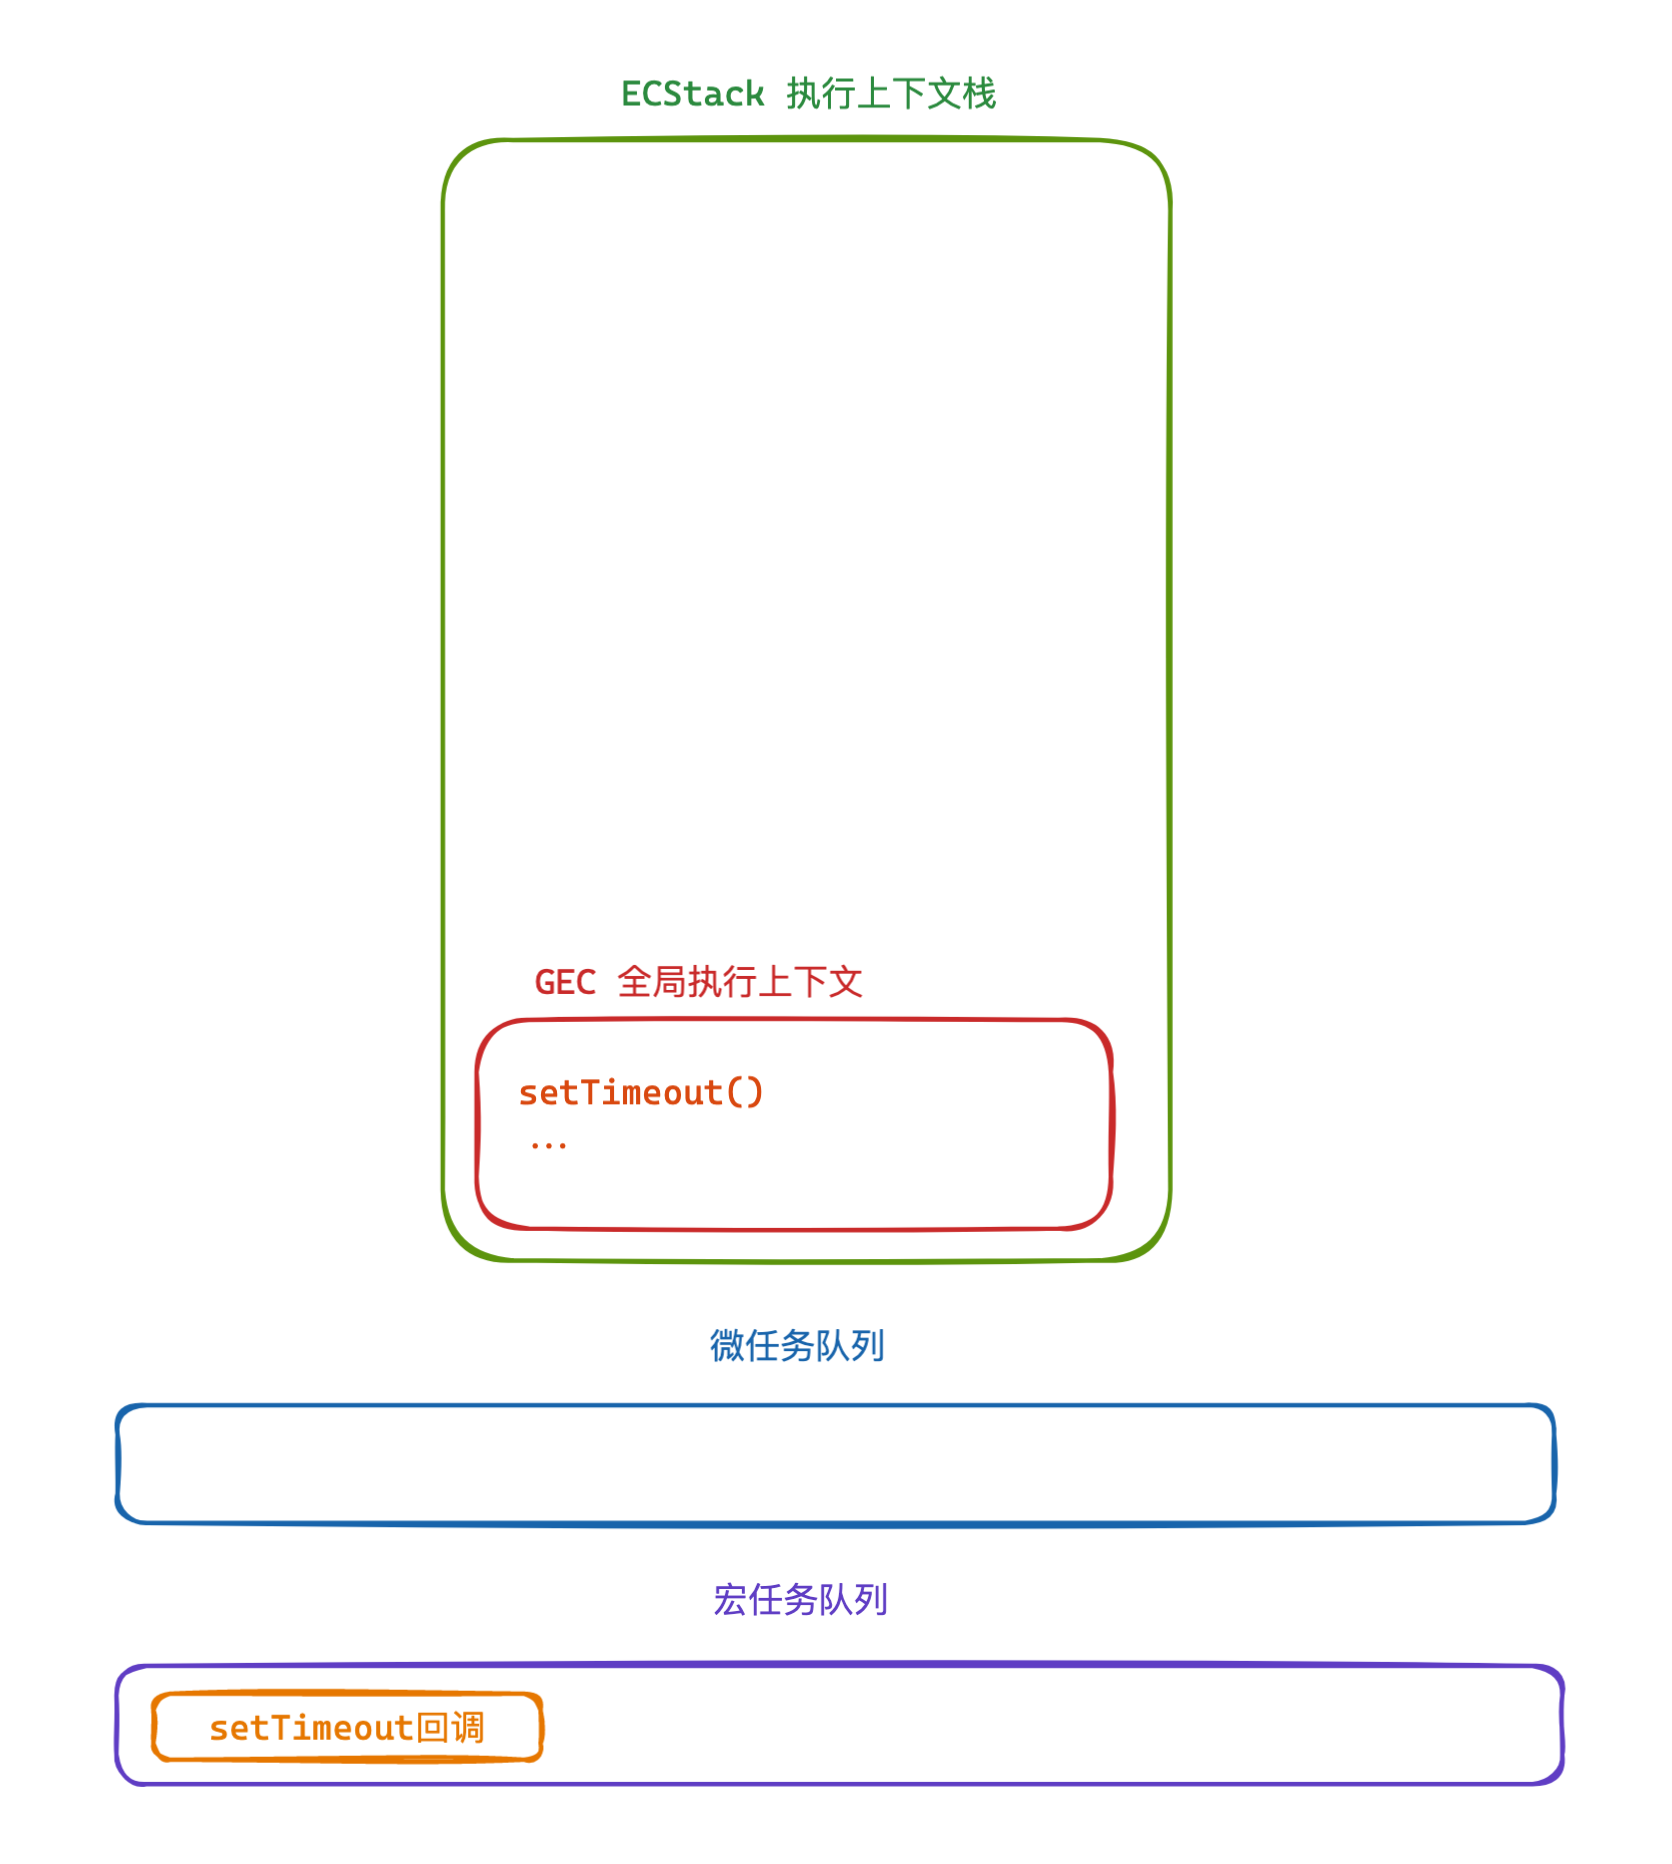 ECStack 执行上下文栈
GEC 全局执行上下文
setTimeout()
...
微任务队列
宏任务队列
setTimeout回调